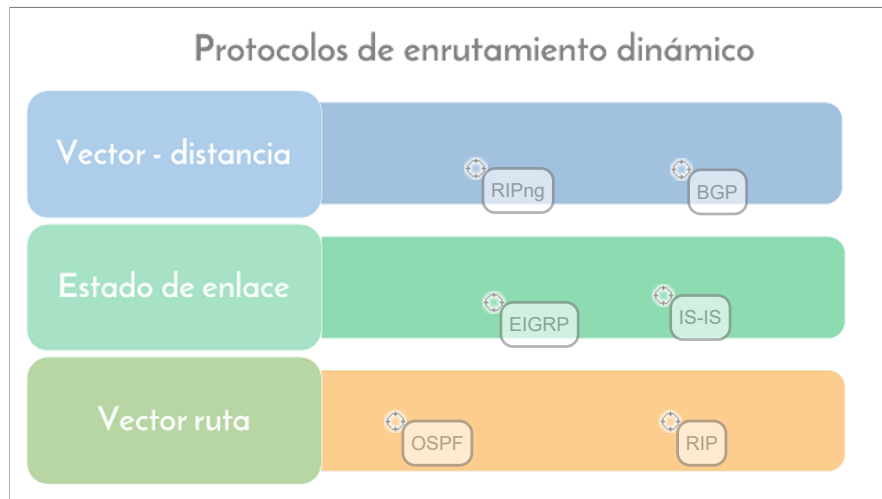 Protocolos de enrutamiento dinámico
Vector - distancia
RIPng
BGP
Estado de enlace
EIGRP
IS-IS
Vector ruta
OSPF
RIP